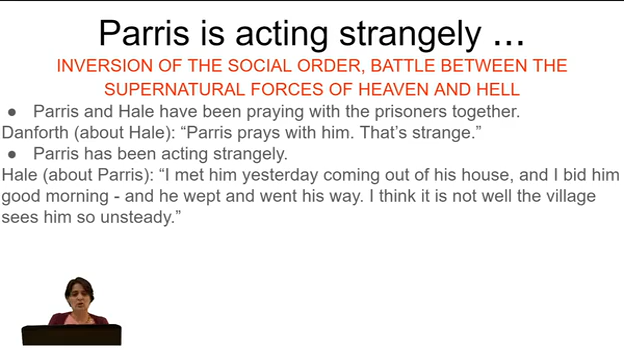 Parris is acting strangely ...
INVERSION OF THE SOCIAL ORDER, BATTLE BETWEEN THE
SUPERNATURAL FORCES OF HEAVEN AND HELL
● Parris and Hale have been praying with the prisoners together.
Danforth (about Hale): “Parris prays with him. That’s strange.”
● Parris has been acting strangely.
Hale (about Parris): “I met him yesterday coming out of his house, and I bid him
good morning - and he wept and went his way. I think it is not well the village
sees him so unsteady.”